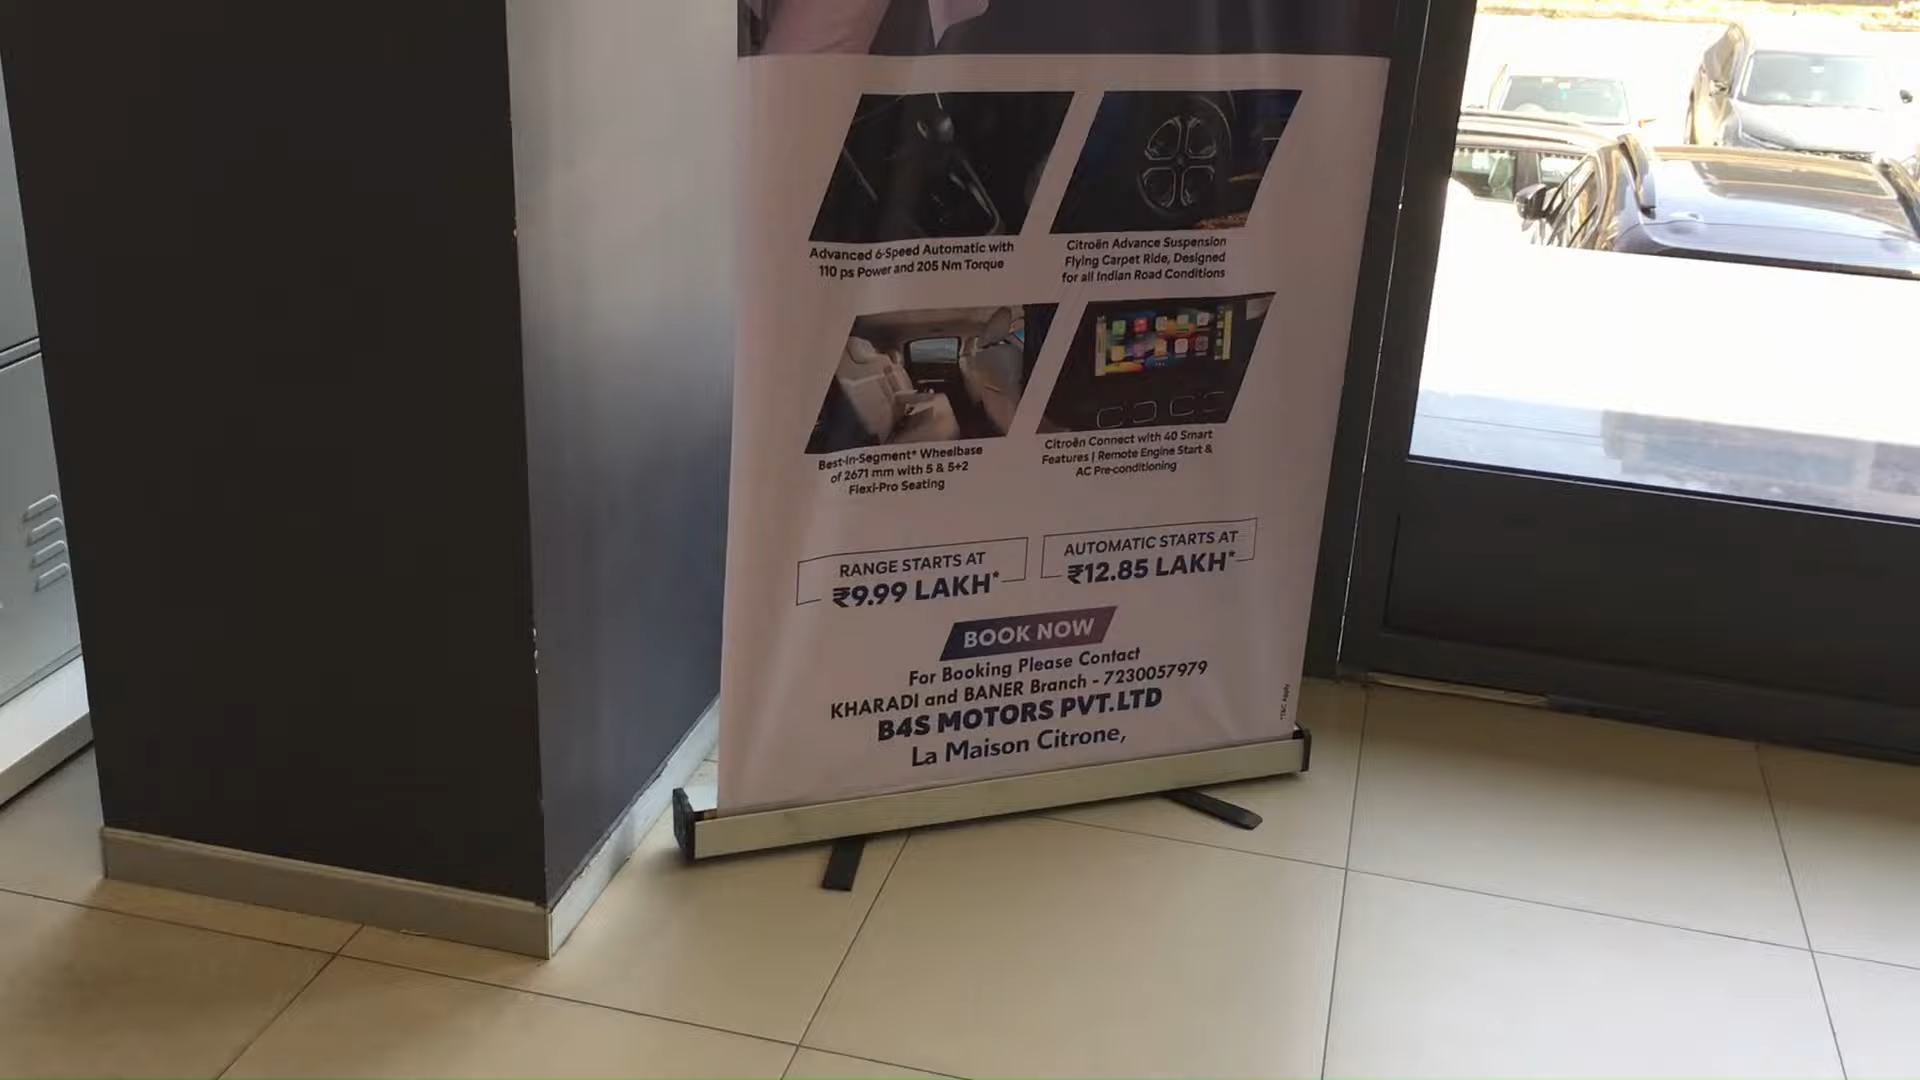 Advanced 6-Speed Automatic with
110 ps Power and 205 Nm Torque
Citroën Advance Suspension
Flying Carpet Ride, Designed
for all Indian Road Conditions
Best-in-Segment* Wheelbase
of 2671 mm with 5 & 5+2
Flexi-Pro Seating
Citroën Connect with 40 Smart
Features | Remote Engine Start &
AC Pre-conditioning
RANGE STARTS AT
₹9.99 LAKH*
AUTOMATIC STARTS AT
₹12.85 LAKH*
BOOK NOW
For Booking Please Contact
KHARADI and BANER Branch - 7230057979
B4S MOTORS PVT.LTD
La Maison Citrone,
*T&C Apply